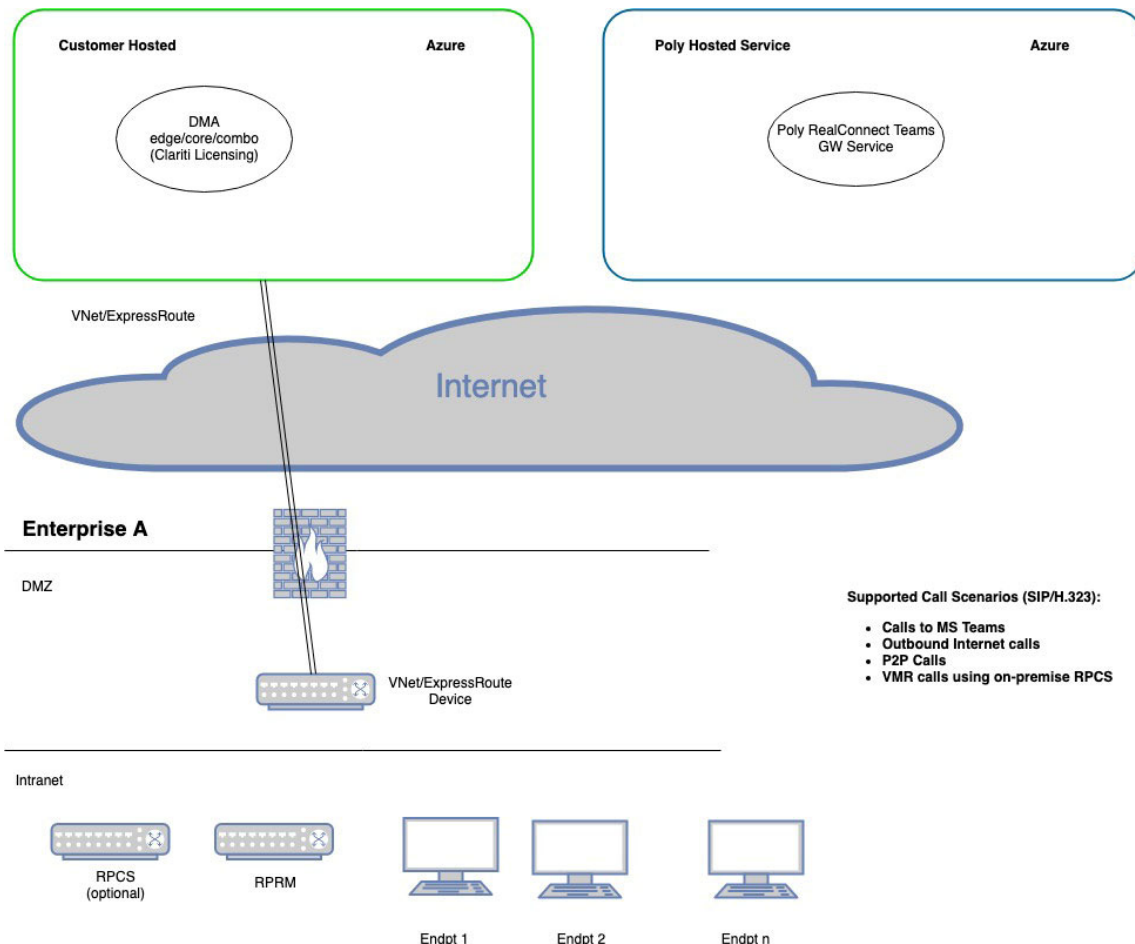 Customer Hosted
Azure
DMA
edge/core/combo
(Clariti Licensing)
Poly Hosted Service
Azure
Poly RealConnect Teams
GW Service
VNet/ExpressRoute
Internet
Enterprise A
DMZ
VNet/ExpressRoute
Device
Supported Call Scenarios (SIP/H.323):
• Calls to MS Teams
• Outbound Internet calls
• P2P Calls
• VMR calls using on-premise RPCS
Intranet
RPCS
(optional)
RPRM
Endpt 1
Endpt 2
Endpt n